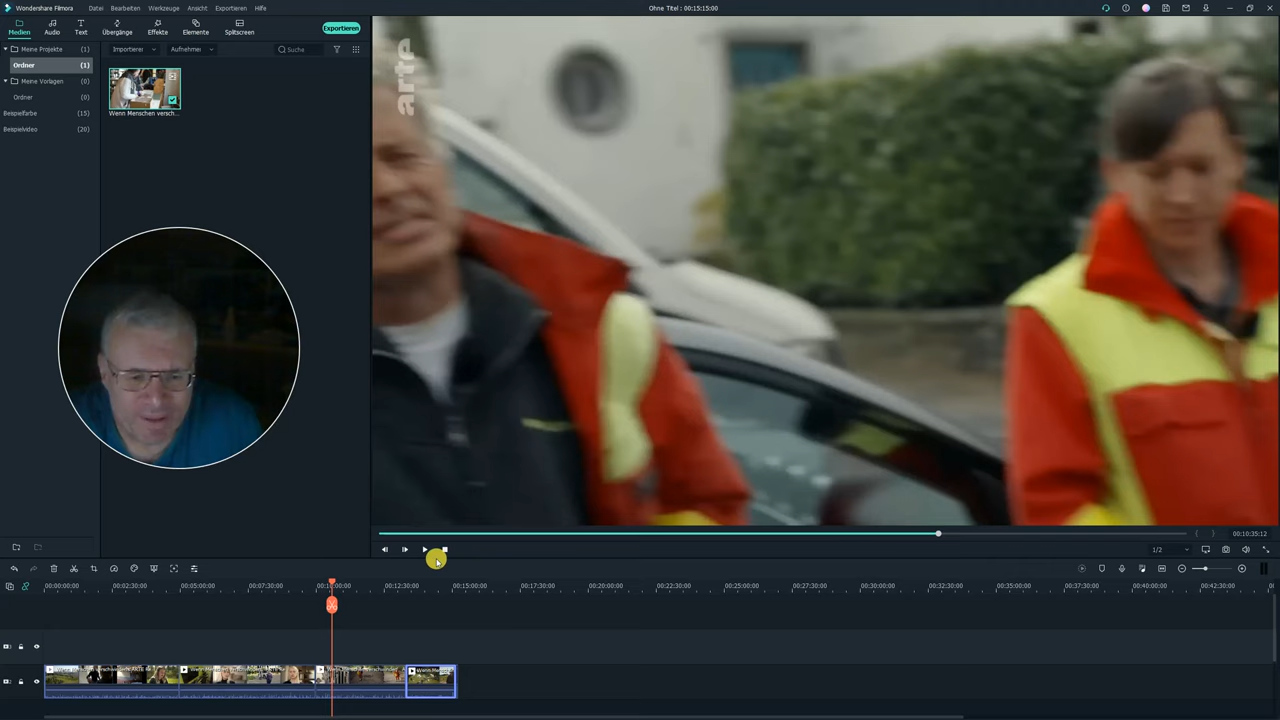 Wondershare Filmora Datei Bearbeiten Werkzeuge Ansicht Exportieren Hilfe Ohne Titel : 00:15:15:00
Medien Audio Text Übergänge Effekte Elemente Splitscreen Exportieren
Meine Projekte (1)
Ordner (1)
Meine Vorlagen (0)
Ordner (0)
Beispielfarbe (15)
Beispielvideo (20)
Importieren Aufnehmen Suche
Wenn Menschen versch...
arte
1/2 00:10:35:12
00:00:00:00 00:02:30:00 00:05:00:00 00:07:30:00 00:10:00:00 00:12:30:00 00:15:00:00 00:17:30:00 00:20:00:00 00:22:30:00 00:25:00:00 00:27:30:00 00:30:00:00 00:32:30:00 00:35:00:00 00:37:30:00 00:40:00:00 00:42:30:00